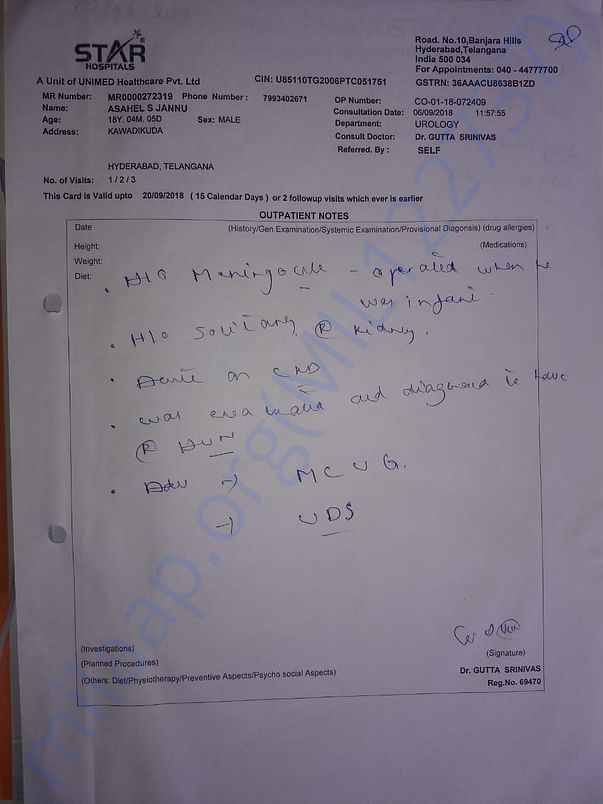 STAR
HOSPITALS
Road. No.10,Banjara Hills
Hyderabad,Telangana
India 500 034
For Appointments: 040 - 44777700
A Unit of UNIMED Healthcare Pvt. Ltd
CIN: U85110TG2006PTC051751
GSTRN: 36AAACU8638B1ZD
MR Number: MR0000272319 Phone Number : 7993402671
OP Number: CO-01-18-072409
Name: ASAHEL S JANNU
Consultation Date: 06/09/2018 11:57:55
Age: 18Y. 04M. 05D Sex: MALE
Department: UROLOGY
Address: KAWADIKUDA
Consult Doctor: Dr. GUTTA SRINIVAS
Referred. By : SELF
HYDERABAD, TELANGANA
No. of Visits: 1 / 2 / 3
This Card is Valid upto 20/09/2018 ( 15 Calendar Days ) or 2 followup visits which ever is earlier
OUTPATIENT NOTES
Date (History/Gen.Examination/Systemic Examination/Provisional Diagonsis) (drug allergies)
Height: (Medications)
Weight:
Diet:
. H/o Meningocele - operated when he
was infant.
. H/o Solitary (R) kidney.
. Acute on CKD
. was evaluated and diagnosed to have
(R) HUN
. Adv -> MCUG.
-> UDS
(Investigations)
(Signature)
(Planned Procedures)
(Others: Diet/Physiotherapy/Preventive Aspects/Psycho social Aspects)
Dr. GUTTA SRINIVAS
Reg.No. 69470
milaap.org(MIL122737)